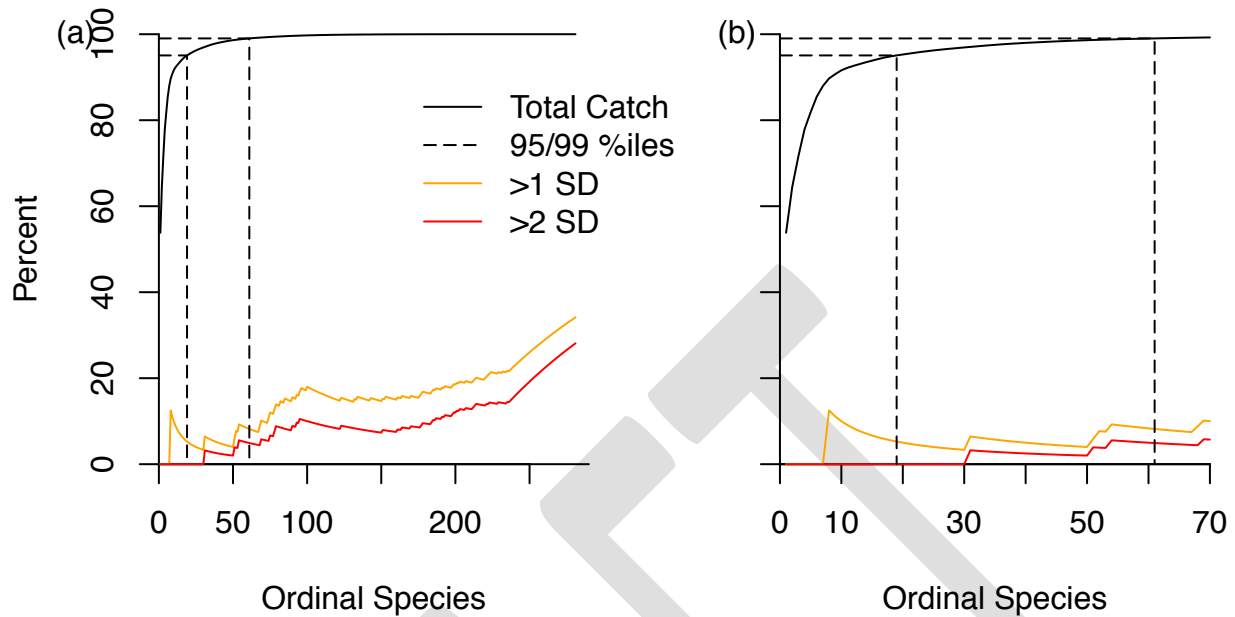 (a)
100
80
60
40
20
0
Percent
Total Catch
95/99 %iles
>1 SD
>2 SD
0 50 100 200
Ordinal Species
(b)
0 10 30 50 70
Ordinal Species